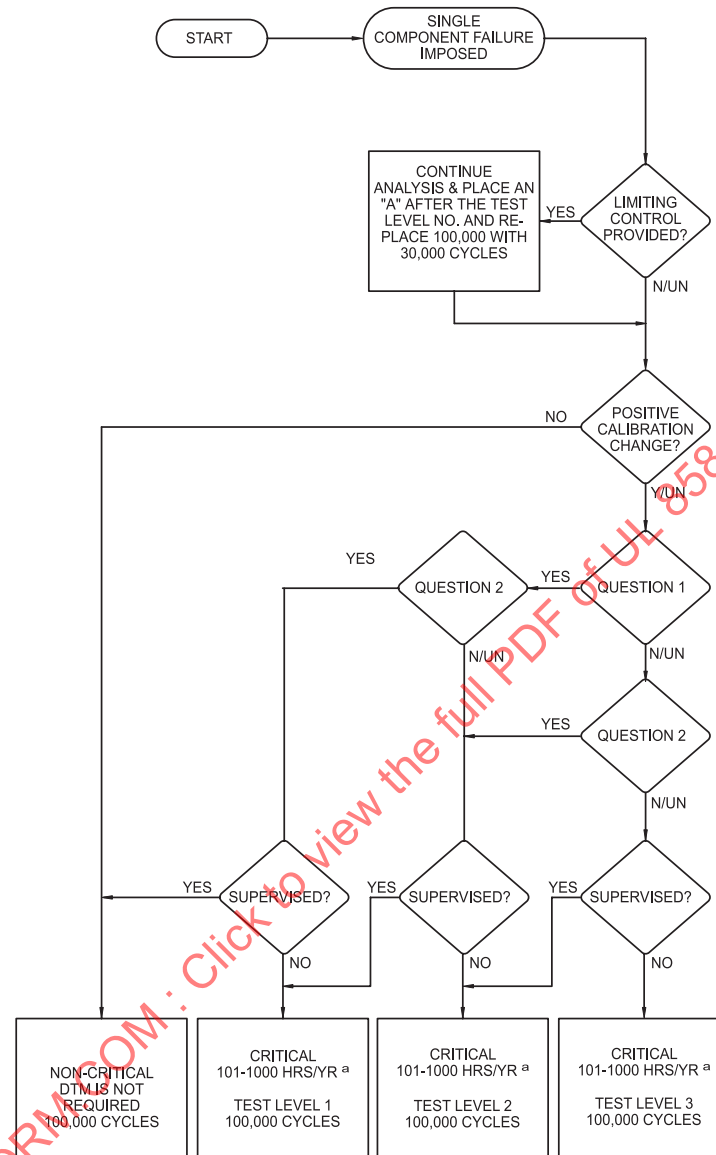 START
SINGLE
COMPONENT FAILURE
IMPOSED
CONTINUE
ANALYSIS & PLACE AN
"A" AFTER THE TEST
LEVEL NO. AND RE-
PLACE 100,000 WITH
30,000 CYCLES
YES
LIMITING
CONTROL
PROVIDED?
N/UN
NO
POSITIVE
CALIBRATION
CHANGE?
Y/UN
YES
QUESTION 2
YES
QUESTION 1
N/UN
N/UN
YES
QUESTION 2
N/UN
YES
SUPERVISED?
YES
SUPERVISED?
YES
SUPERVISED?
NO
NO
NO
NON-CRITICAL
DTM IS NOT
REQUIRED
100,000 CYCLES
CRITICAL
101-1000 HRS/YR a
TEST LEVEL 1
100,000 CYCLES
CRITICAL
101-1000 HRS/YR a
TEST LEVEL 2
100,000 CYCLES
CRITICAL
101-1000 HRS/YR a
TEST LEVEL 3
100,000 CYCLES
RM.COM : Click to view the full PDF of UL 858